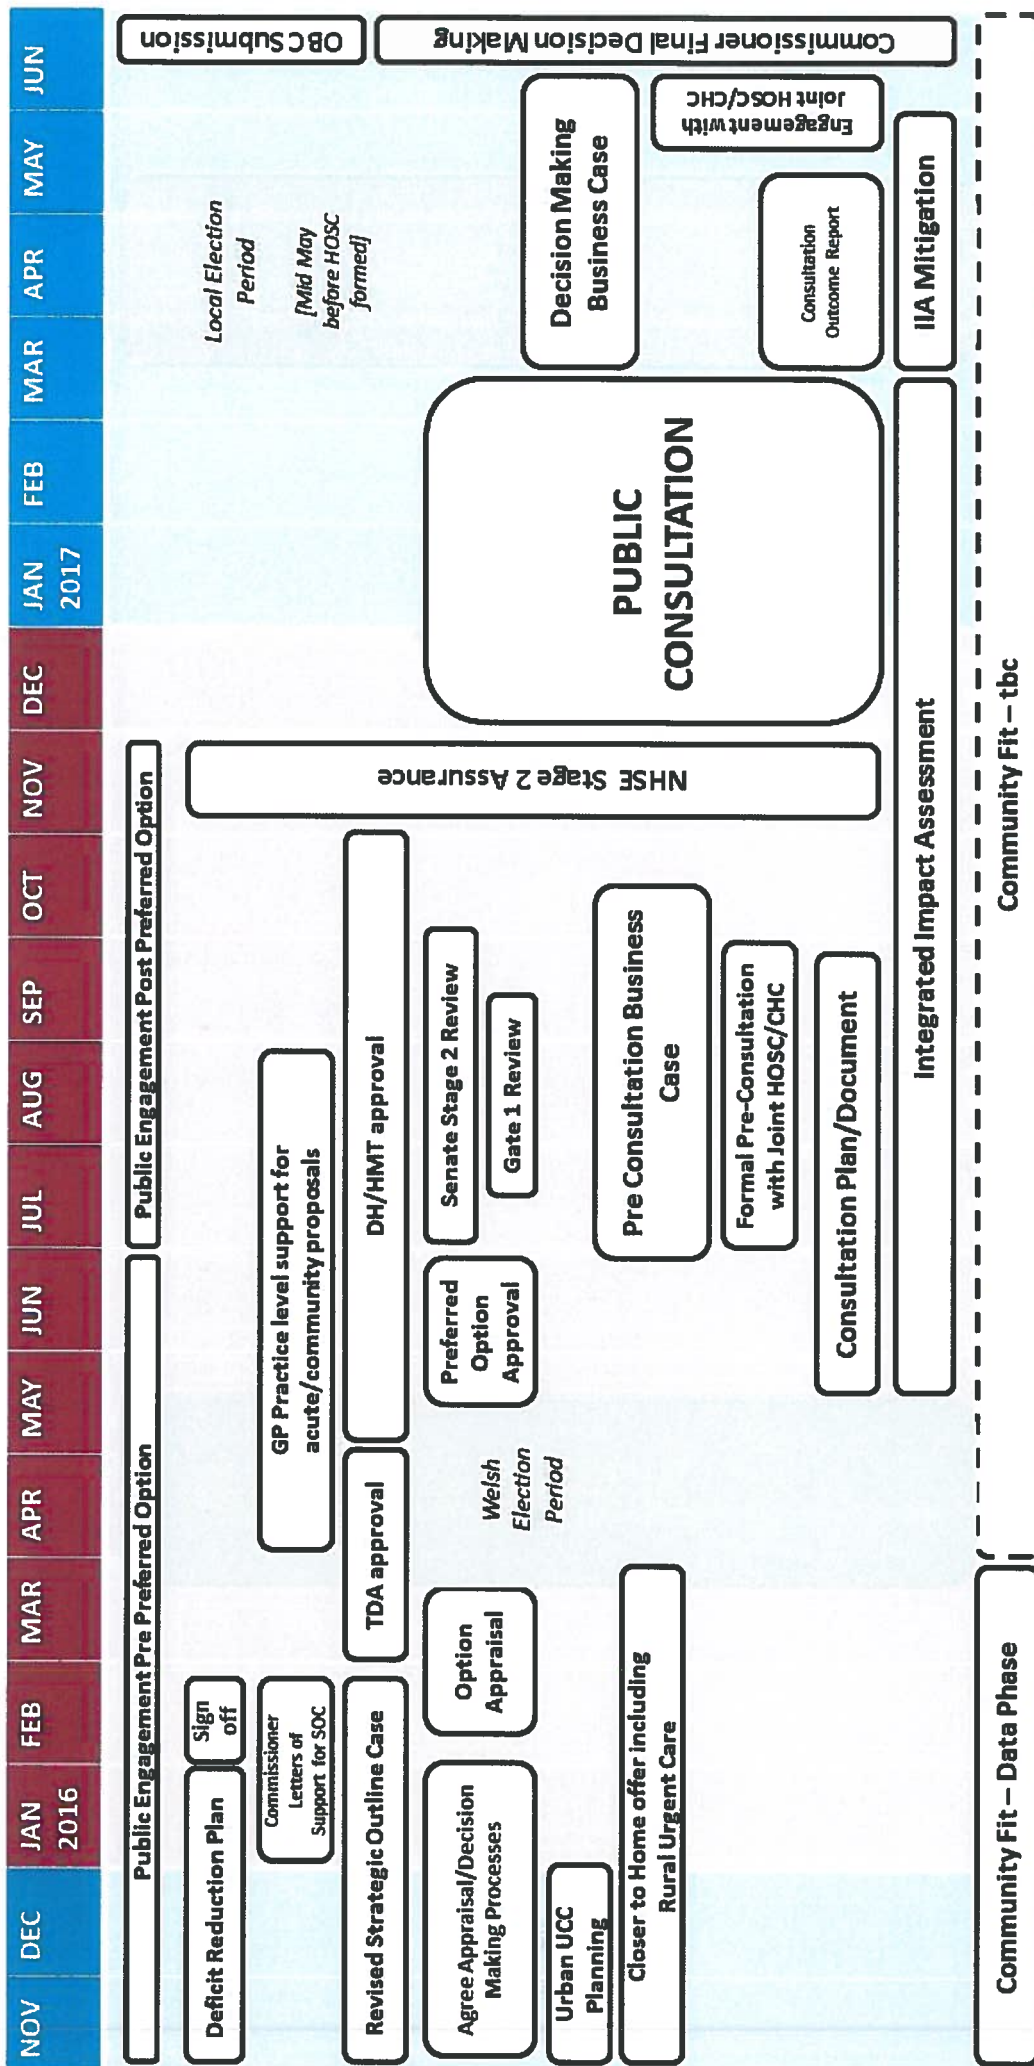 NOV
DEC
JAN
2016
FEB
MAR
APR
MAY
JUN
JUL
AUG
SEP
OCT
NOV
DEC
JAN
2017
FEB
MAR
APR
MAY
JUN
Public Engagement Pre Preferred Option
Public Engagement Post Preferred Option
OBC Submission
Deficit Reduction Plan
Sign
off
Local Election
Period
[Mid May
before HOSC
formed]
Commissioner
Letters of
Support for SOC
GP Practice level support for
acute/community proposals
NHSE Stage 2 Assurance
Revised Strategic Outline Case
TDA approval
DH/HMT approval
Commissioner Final Decision Making
Agree Appraisal/Decision
Making Processes
Option
Appraisal
Welsh
Election
Period
Preferred
Option
Approval
Senate Stage 2 Review
Gate 1 Review
PUBLIC
CONSULTATION
Decision Making
Business Case
Urban UCC
Planning
Closer to Home offer including
Rural Urgent Care
Pre Consultation Business
Case
Engagement with
Joint HOSC/CHC
Formal Pre-Consultation
with Joint HOSC/CHC
Consultation
Outcome Report
Consultation Plan/Document
Integrated Impact Assessment
IIA Mitigation
Community Fit – Data Phase
Community Fit – tbc